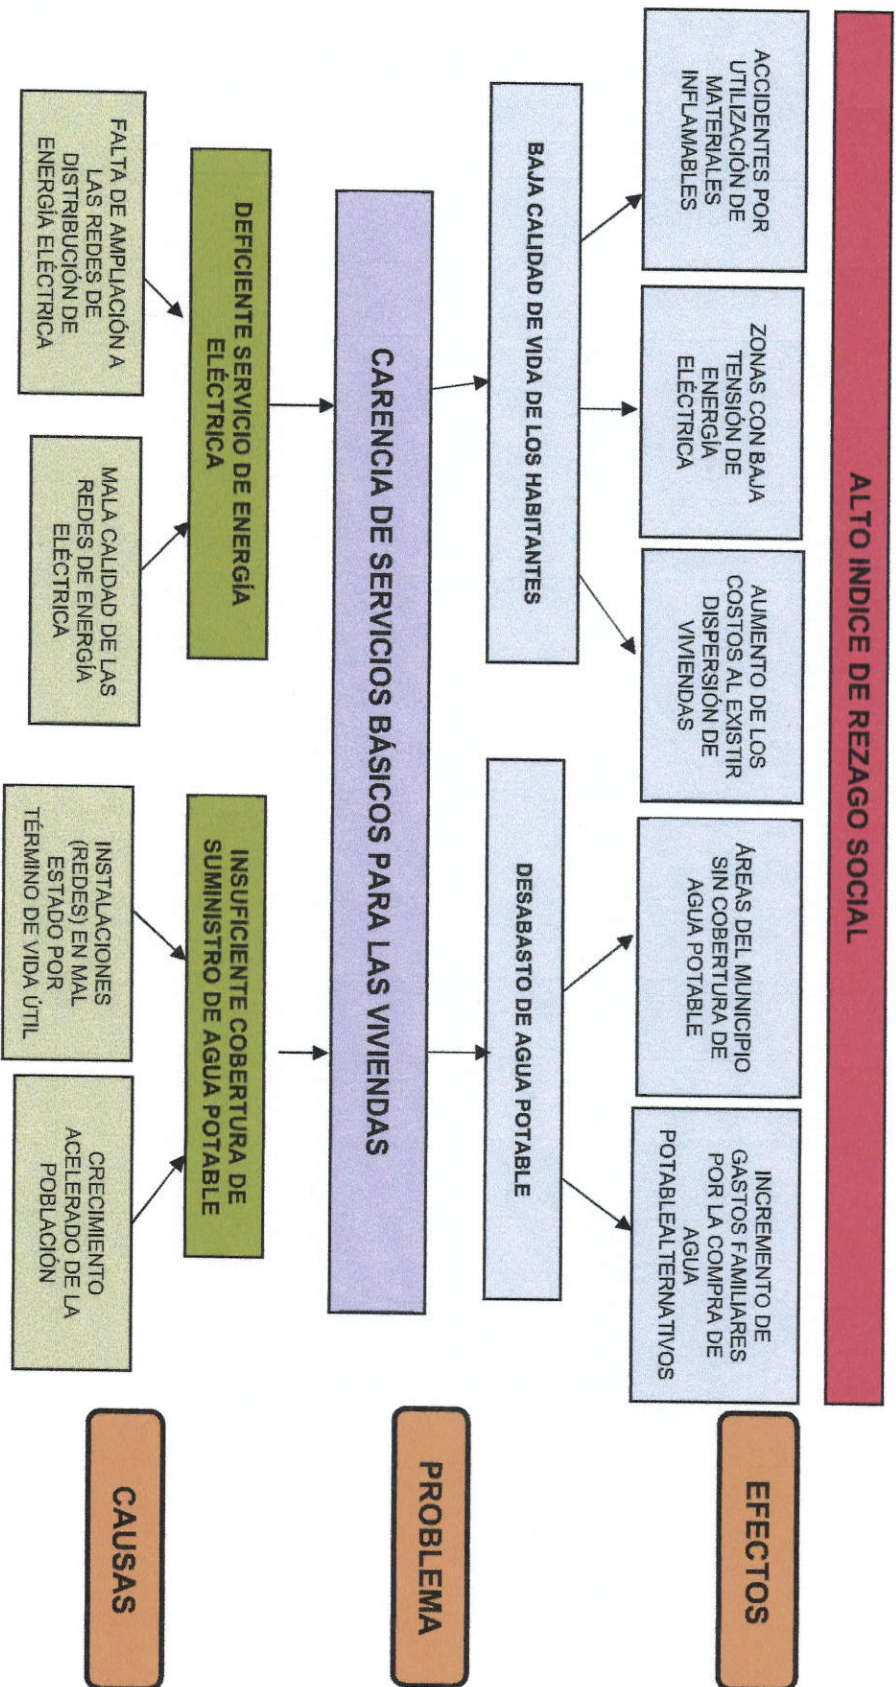 ALTO INDICE DE REZAGO SOCIAL
ACCIDENTES POR
UTILIZACIÓN DE
MATERIALES
INFLAMABLES
ZONAS CON BAJA
TENSIÓN DE
ENERGÍA
ELÉCTRICA
AUMENTO DE LOS
COSTOS AL EXISTIR
DISPERSIÓN DE
VIVIENDAS
ÁREAS DEL MUNICIPIO
SIN COBERTURA DE
AGUA POTABLE
INCREMENTO DE
GASTOS FAMILIARES
POR LA COMPRA DE
AGUA
POTABLEALTERNATIVOS
EFECTOS
BAJA CALIDAD DE VIDA DE LOS HABITANTES
DESABASTO DE AGUA POTABLE
CARENCIA DE SERVICIOS BÁSICOS PARA LAS VIVIENDAS
PROBLEMA
DEFICIENTE SERVICIO DE ENERGÍA
ELÉCTRICA
INSUFICIENTE COBERTURA DE
SUMINISTRO DE AGUA POTABLE
FALTA DE AMPLIACIÓN A
LAS REDES DE
DISTRIBUCIÓN DE
ENERGÍA ELÉCTRICA
MALA CALIDAD DE LAS
REDES DE ENERGÍA
ELÉCTRICA
INSTALACIONES
(REDES) EN MAL
ESTADO POR
TÉRMINO DE VIDA ÚTIL
CRECIMIENTO
ACELERADO DE LA
POBLACIÓN
CAUSAS